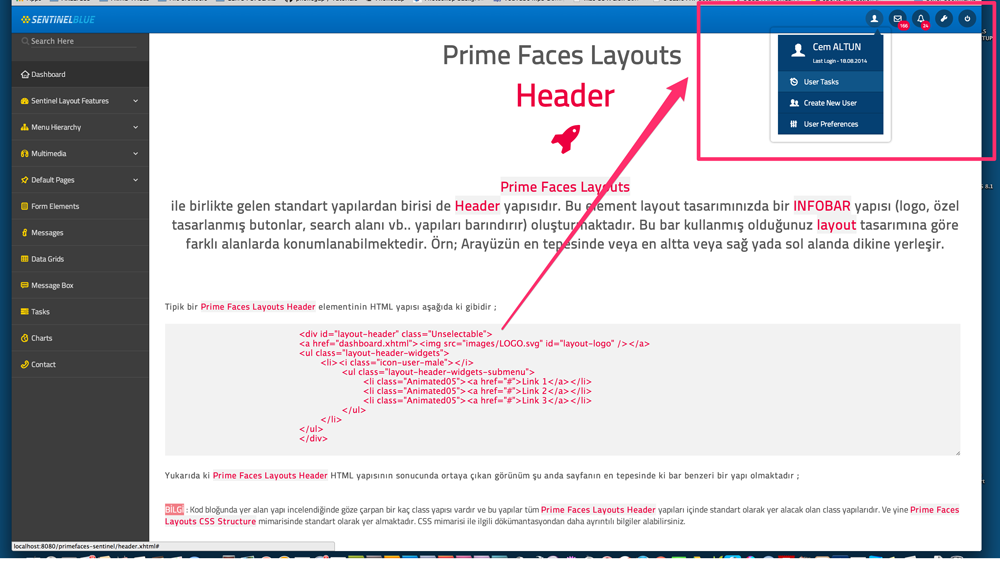 SENTINELBLUE
166
24
Search Here
Dashboard
Sentinel Layout Features
Menu Hierarchy
Multimedia
Default Pages
Form Elements
Messages
Data Grids
Message Box
Tasks
Charts
Contact
Cem ALTUN
Last Login - 18.08.2014
User Tasks
Create New User
User Preferences
Prime Faces Layouts
Header
Prime Faces Layouts
ile birlikte gelen standart yapılardan birisi de Header yapısıdır. Bu element layout tasarımınızda bir INFOBAR yapısı (logo, özel
tasarlanmış butonlar, search alanı vb.. yapıları barındırır) oluşturmaktadır. Bu bar kullanmış olduğunuz layout tasarımına göre
farklı alanlarda konumlanabilmektedir. Örn; Arayüzün en tepesinde veya en altta veya sağ yada sol alanda dikine yerleşir.
Tipik bir Prime Faces Layouts Header elementinin HTML yapısı aşağıda ki gibidir ;
<div id="layout-header" class="Unselectable">
<a href="dashboard.xhtml"><img src="images/LOGO.svg" id="layout-logo" /></a>
<ul class="layout-header-widgets">
<li><i class="icon-user-male"></i>
<ul class="layout-header-widgets-submenu">
<li class="Animated05"><a href="#">Link 1</a></li>
<li class="Animated05"><a href="#">Link 2</a></li>
<li class="Animated05"><a href="#">Link 3</a></li>
</ul>
</li>
</ul>
</div>
Yukarıda ki Prime Faces Layouts Header HTML yapısının sonucunda ortaya çıkan görünüm şu anda sayfanın en tepesinde ki bar benzeri bir yapı olmaktadır ;
BİLGİ : Kod bloğunda yer alan yapı incelendiğinde göze çarpan bir kaç class yapısı vardır ve bu yapılar tüm Prime Faces Layouts Header yapıları içinde standart olarak yer alacak olan class yapılarıdır. Ve yine Prime Faces
Layouts CSS Structure mimarisinde standart olarak yer almaktadır. CSS mimarisi ile ilgili dökümantasyondan daha ayrıntılı bilgiler alabilirsiniz.
localhost:8080/primefaces-sentinel/header.xhtml#